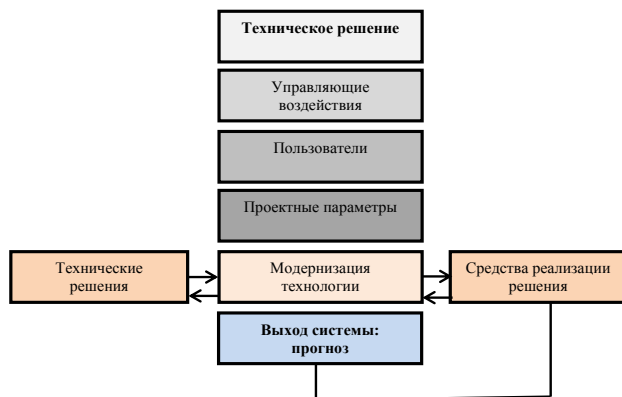 Техническое решение
Управляющие
воздействия
Пользователи
Проектные параметры
Технические
решения
Модернизация
технологии
Средства реализации
решения
Выход системы:
прогноз